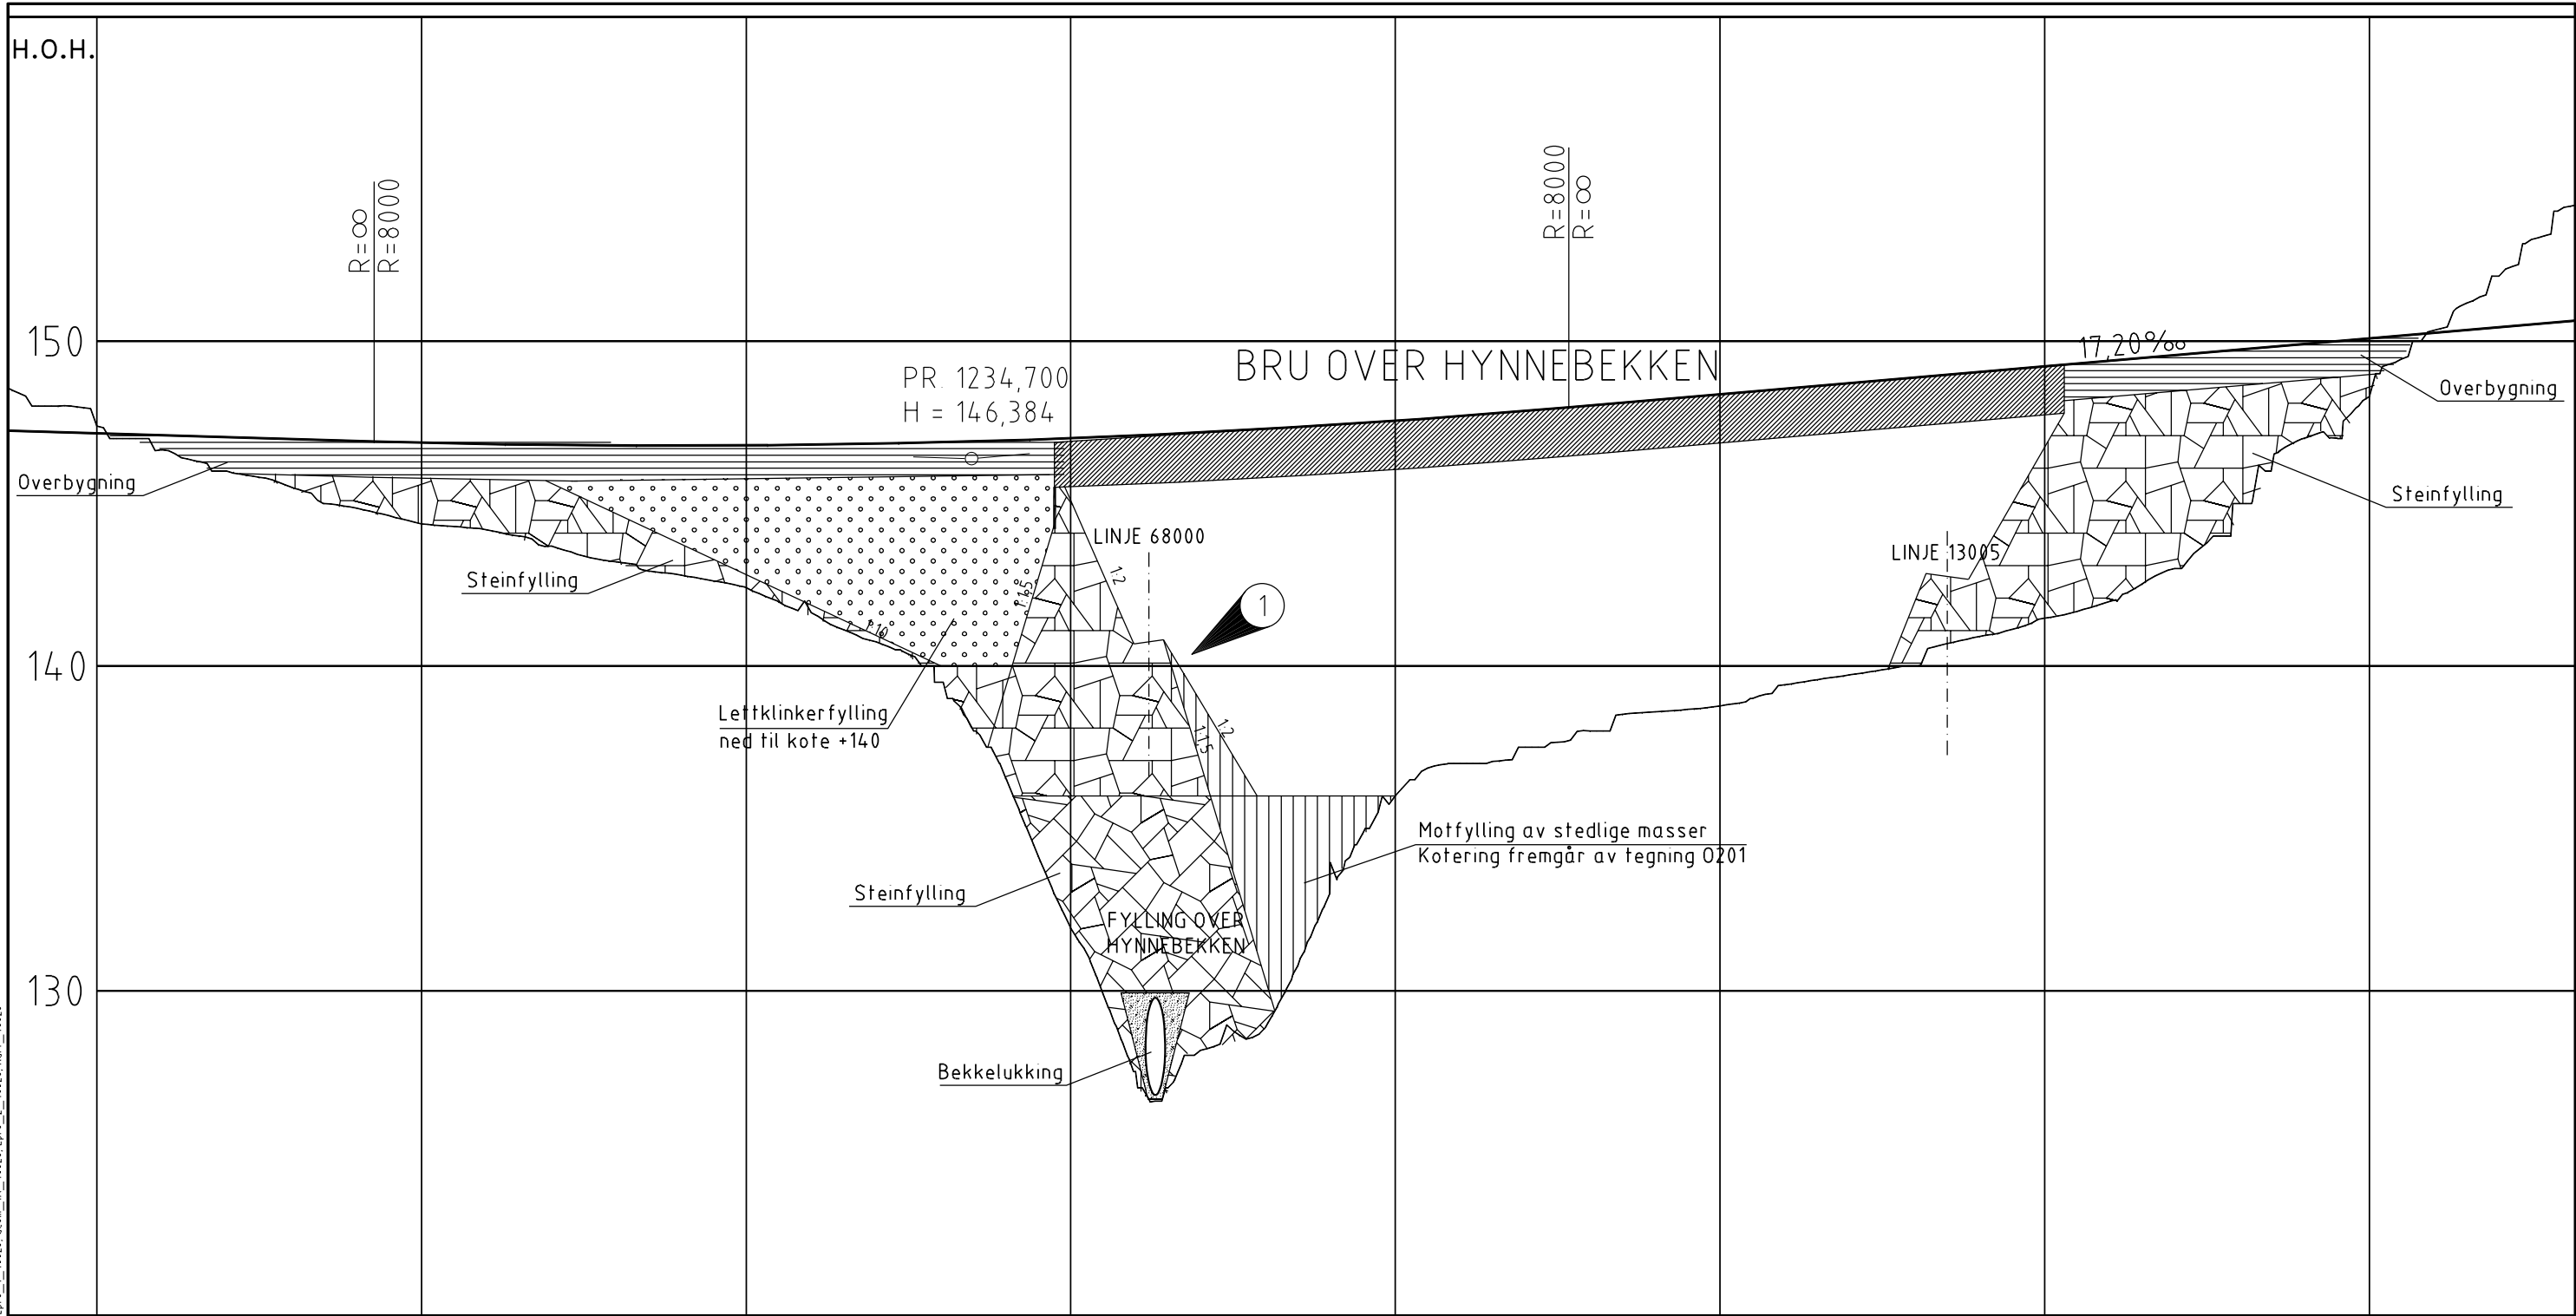 H.O.H.
R=∞
R=8000
R=8000
R=∞
150
17,20‰
BRU OVER HYNNEBEKKEN
PR. 1234,700
H = 146,384
Overbygning
Overbygning
Steinfylling
LINJE 68000
LINJE 13005
Steinfylling
1:2
1:1,5
1
1:10
140
Lettklinkerfylling
ned til kote +140
1:2
1:1,5
Motfylling av stedlige masser
Kotering fremgår av tegning O201
Steinfylling
FYLLING OVER
HYNNEBEKKEN
130
Bekkelukking